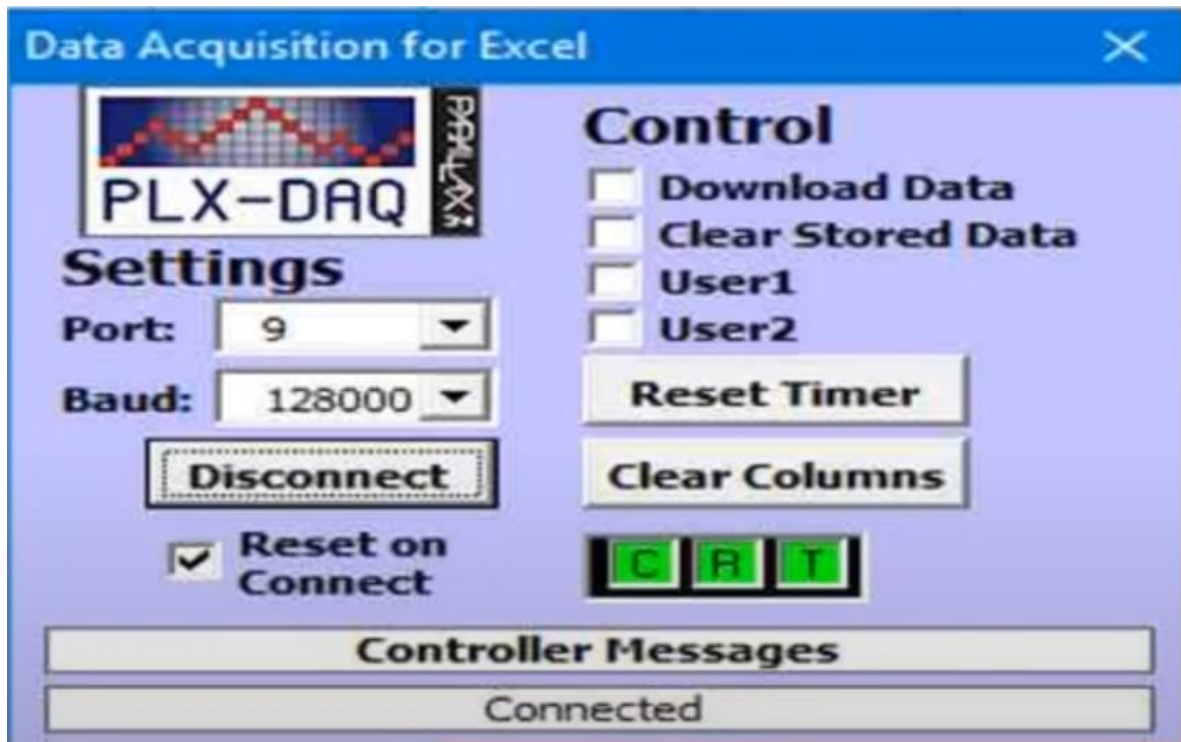 Data Acquisition for Excel
PLX-DAQ
PARALLAX
Settings
Port: 9
Baud: 128000
Disconnect
Reset on
Connect
Control
Download Data
Clear Stored Data
User1
User2
Reset Timer
Clear Columns
C R T
Controller Messages
Connected